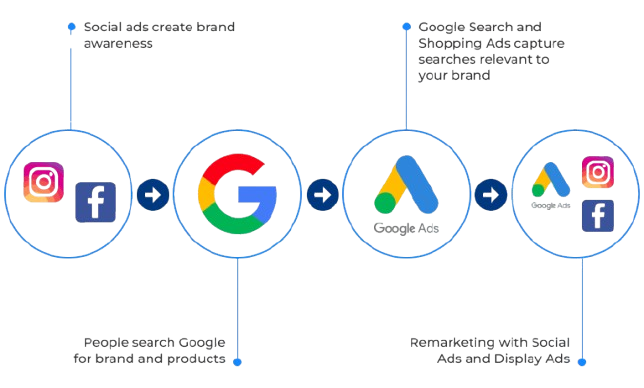 Social ads create brand
awareness
Google Search and
Shopping Ads capture
searches relevant to
your brand
Google Ads
Google Ads
People search Google
for brand and products
Remarketing with Social
Ads and Display Ads